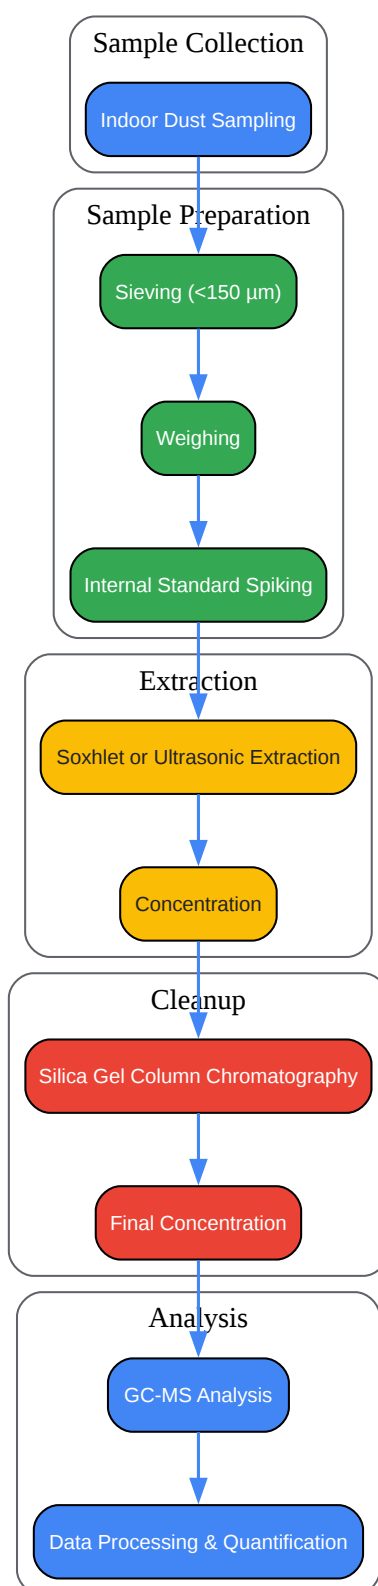 Sample Collection
Indoor Dust Sampling
Sample Preparation
Sieving (<150 µm)
Weighing
Internal Standard Spiking
Extraction
Soxhlet or Ultrasonic Extraction
Concentration
Cleanup
Silica Gel Column Chromatography
Final Concentration
Analysis
GC-MS Analysis
Data Processing & Quantification